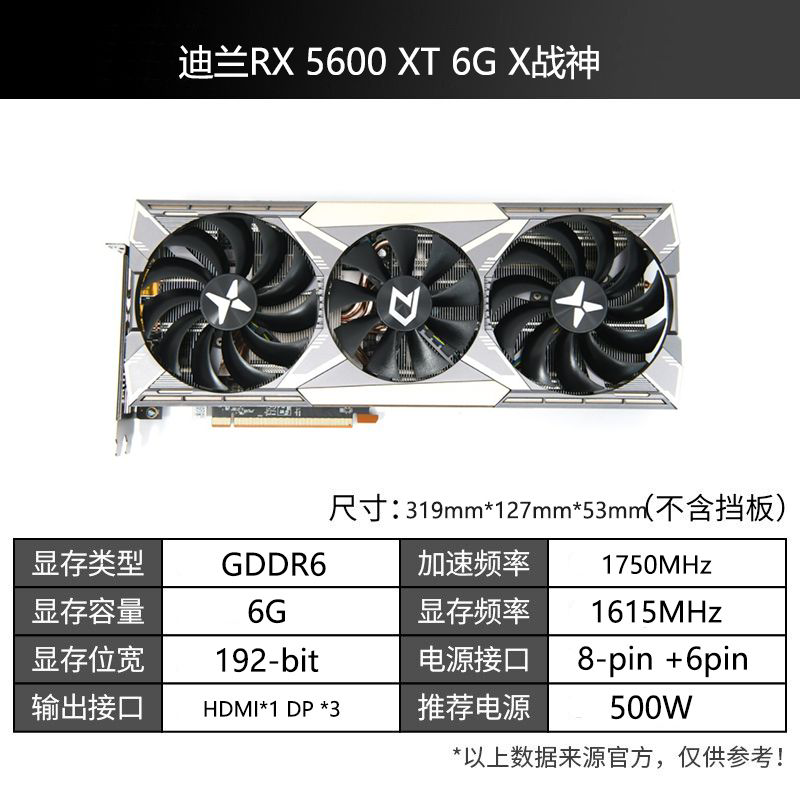 迪兰RX 5600 XT 6G X战神
尺寸：319mm*127mm*53mm（不含挡板）
显存类型 GDDR6 加速频率 1750MHz
显存容量 6G 显存频率 1615MHz
显存位宽 192-bit 电源接口 8-pin +6pin
输出接口 HDMI*1 DP *3 推荐电源 500W
*以上数据来源官方，仅供参考！